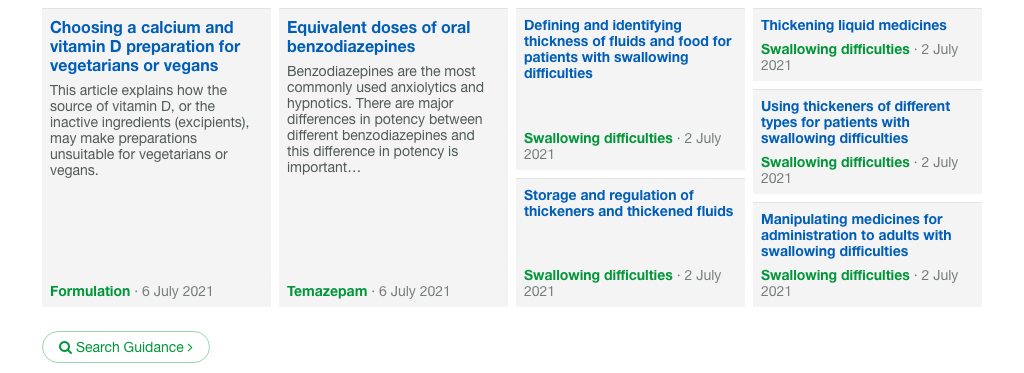 Choosing a calcium and
vitamin D preparation for
vegetarians or vegans
This article explains how the
source of vitamin D, or the
inactive ingredients (excipients),
may make preparations
unsuitable for vegetarians or
vegans.
Formulation · 6 July 2021
Equivalent doses of oral
benzodiazepines
Benzodiazepines are the most
commonly used anxiolytics and
hypnotics. There are major
differences in potency between
different benzodiazepines and
this difference in potency is
important…
Temazepam · 6 July 2021
Defining and identifying
thickness of fluids and food for
patients with swallowing
difficulties
Swallowing difficulties · 2 July
2021
Storage and regulation of
thickeners and thickened fluids
Swallowing difficulties · 2 July
2021
Thickening liquid medicines
Swallowing difficulties · 2 July
2021
Using thickeners of different
types for patients with
swallowing difficulties
Swallowing difficulties · 2 July
2021
Manipulating medicines for
administration to adults with
swallowing difficulties
Swallowing difficulties · 2 July
2021
Search Guidance ›